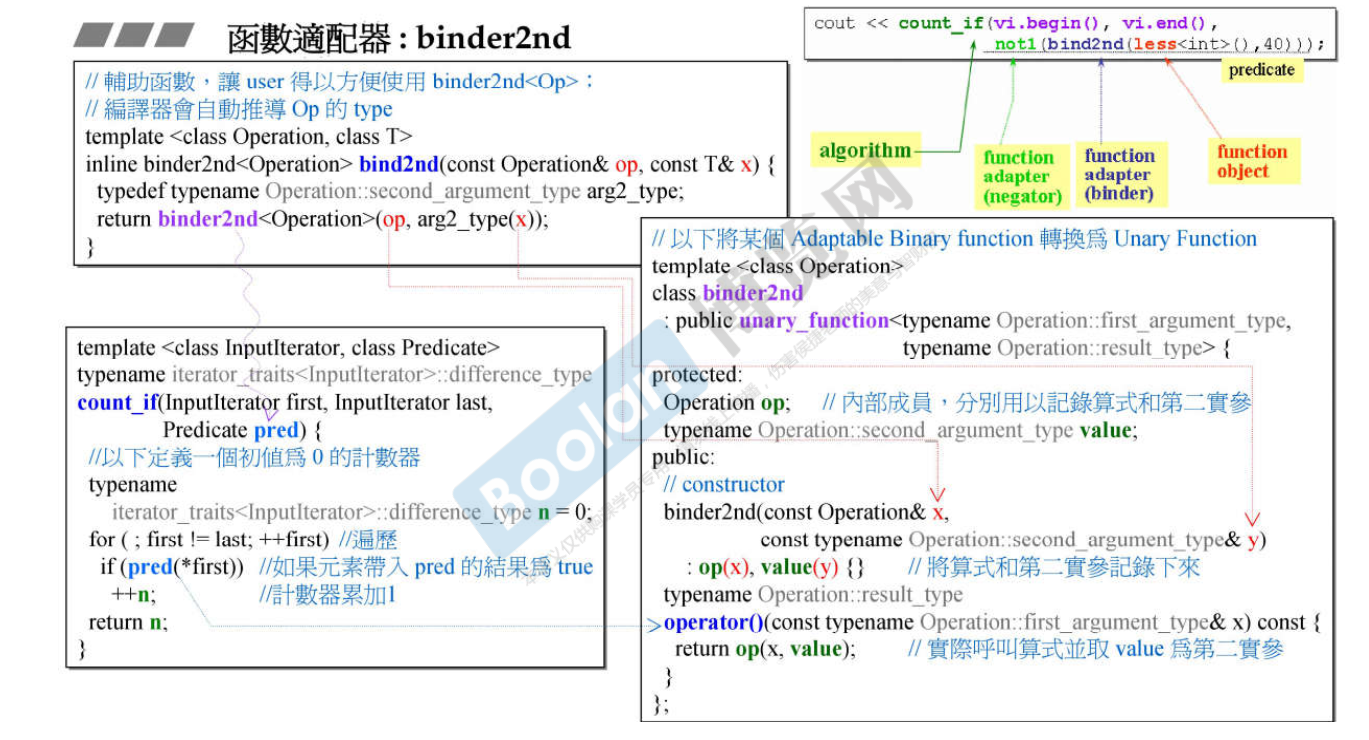 函數適配器 : binder2nd
cout << count_if(vi.begin(), vi.end(),
not1(bind2nd(less<int>(),40)));
predicate
algorithm
function
adapter
(negator)
function
adapter
(binder)
function
object
// 輔助函數，讓 user 得以方便使用 binder2nd<Op>：
// 編譯器會自動推導 Op 的 type
template <class Operation, class T>
inline binder2nd<Operation> bind2nd(const Operation& op, const T& x) {
typedef typename Operation::second_argument_type arg2_type;
return binder2nd<Operation>(op, arg2_type(x));
}
template <class InputIterator, class Predicate>
typename iterator_traits<InputIterator>::difference_type
count_if(InputIterator first, InputIterator last,
Predicate pred) {
//以下定義一個初值爲 0 的計數器
typename
iterator_traits<InputIterator>::difference_type n = 0;
for ( ; first != last; ++first) //遍歷
if (pred(*first)) //如果元素帶入 pred 的結果爲 true
++n; //計數器累加1
return n;
}
// 以下將某個 Adaptable Binary function 轉換爲 Unary Function
template <class Operation>
class binder2nd
: public unary_function<typename Operation::first_argument_type,
typename Operation::result_type> {
protected:
Operation op; // 內部成員，分別用以記錄算式和第二實參
typename Operation::second_argument_type value;
public:
// constructor
binder2nd(const Operation& x,
const typename Operation::second_argument_type& y)
: op(x), value(y) {} // 將算式和第二實參記錄下來
typename Operation::result_type
operator()(const typename Operation::first_argument_type& x) const {
return op(x, value); // 實際呼叫算式並取 value 爲第二實參
}
};
Boolan 博览网